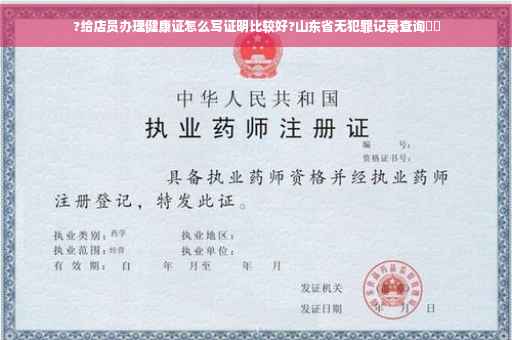 ?给店员办理健康证怎么写证明比较好?山东省无犯罪记录查询
中华人民共和国
执业药师注册证
编　　号：
资格证书号：
具备执业药师资格并经执业药师
注册登记，特发此证。
执业类别：药学　执业地区：
执业范围：经营　执业单位：
有 效 期： 自　　年　　月至　　年　　月
发证机关
发证日期　　年　　月　　日